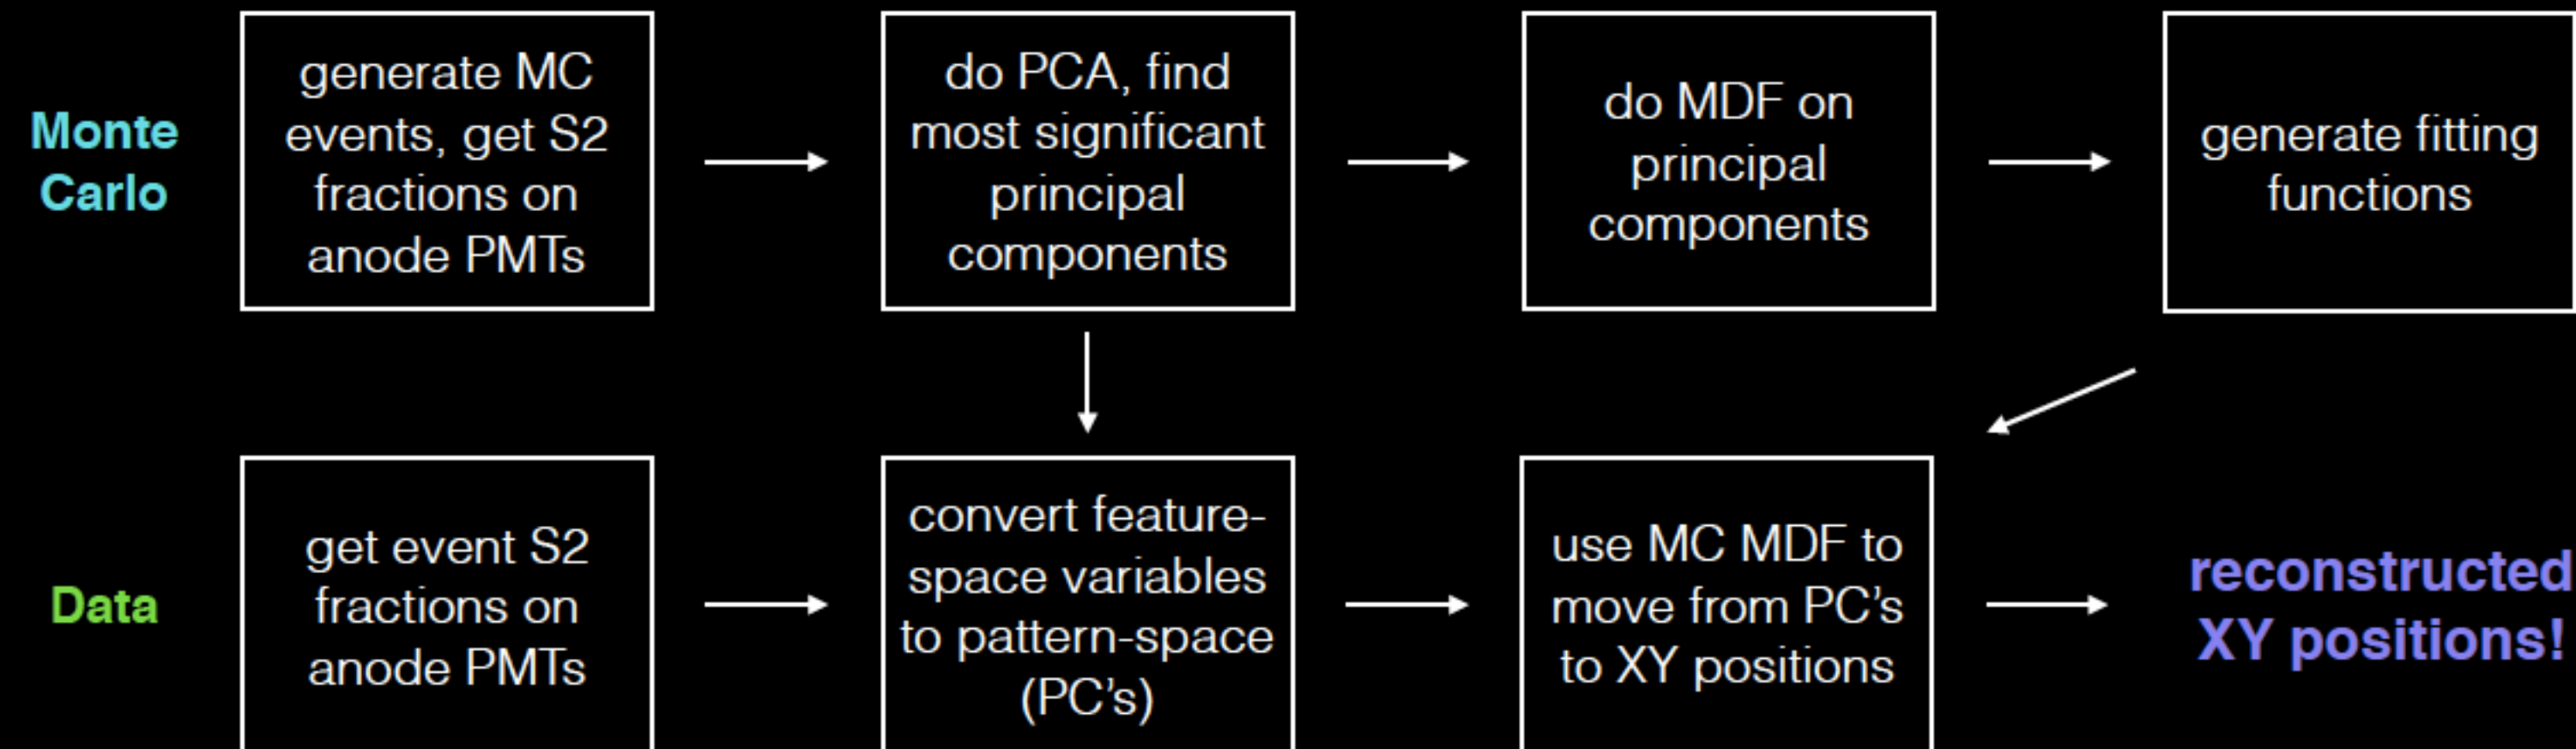 Monte
Carlo
generate MC
events, get S2
fractions on
anode PMTs
do PCA, find
most significant
principal
components
do MDF on
principal
components
generate fitting
functions
Data
get event S2
fractions on
anode PMTs
convert feature-
space variables
to pattern-space
(PC's)
use MC MDF to
move from PC's
to XY positions
reconstructed
XY positions!